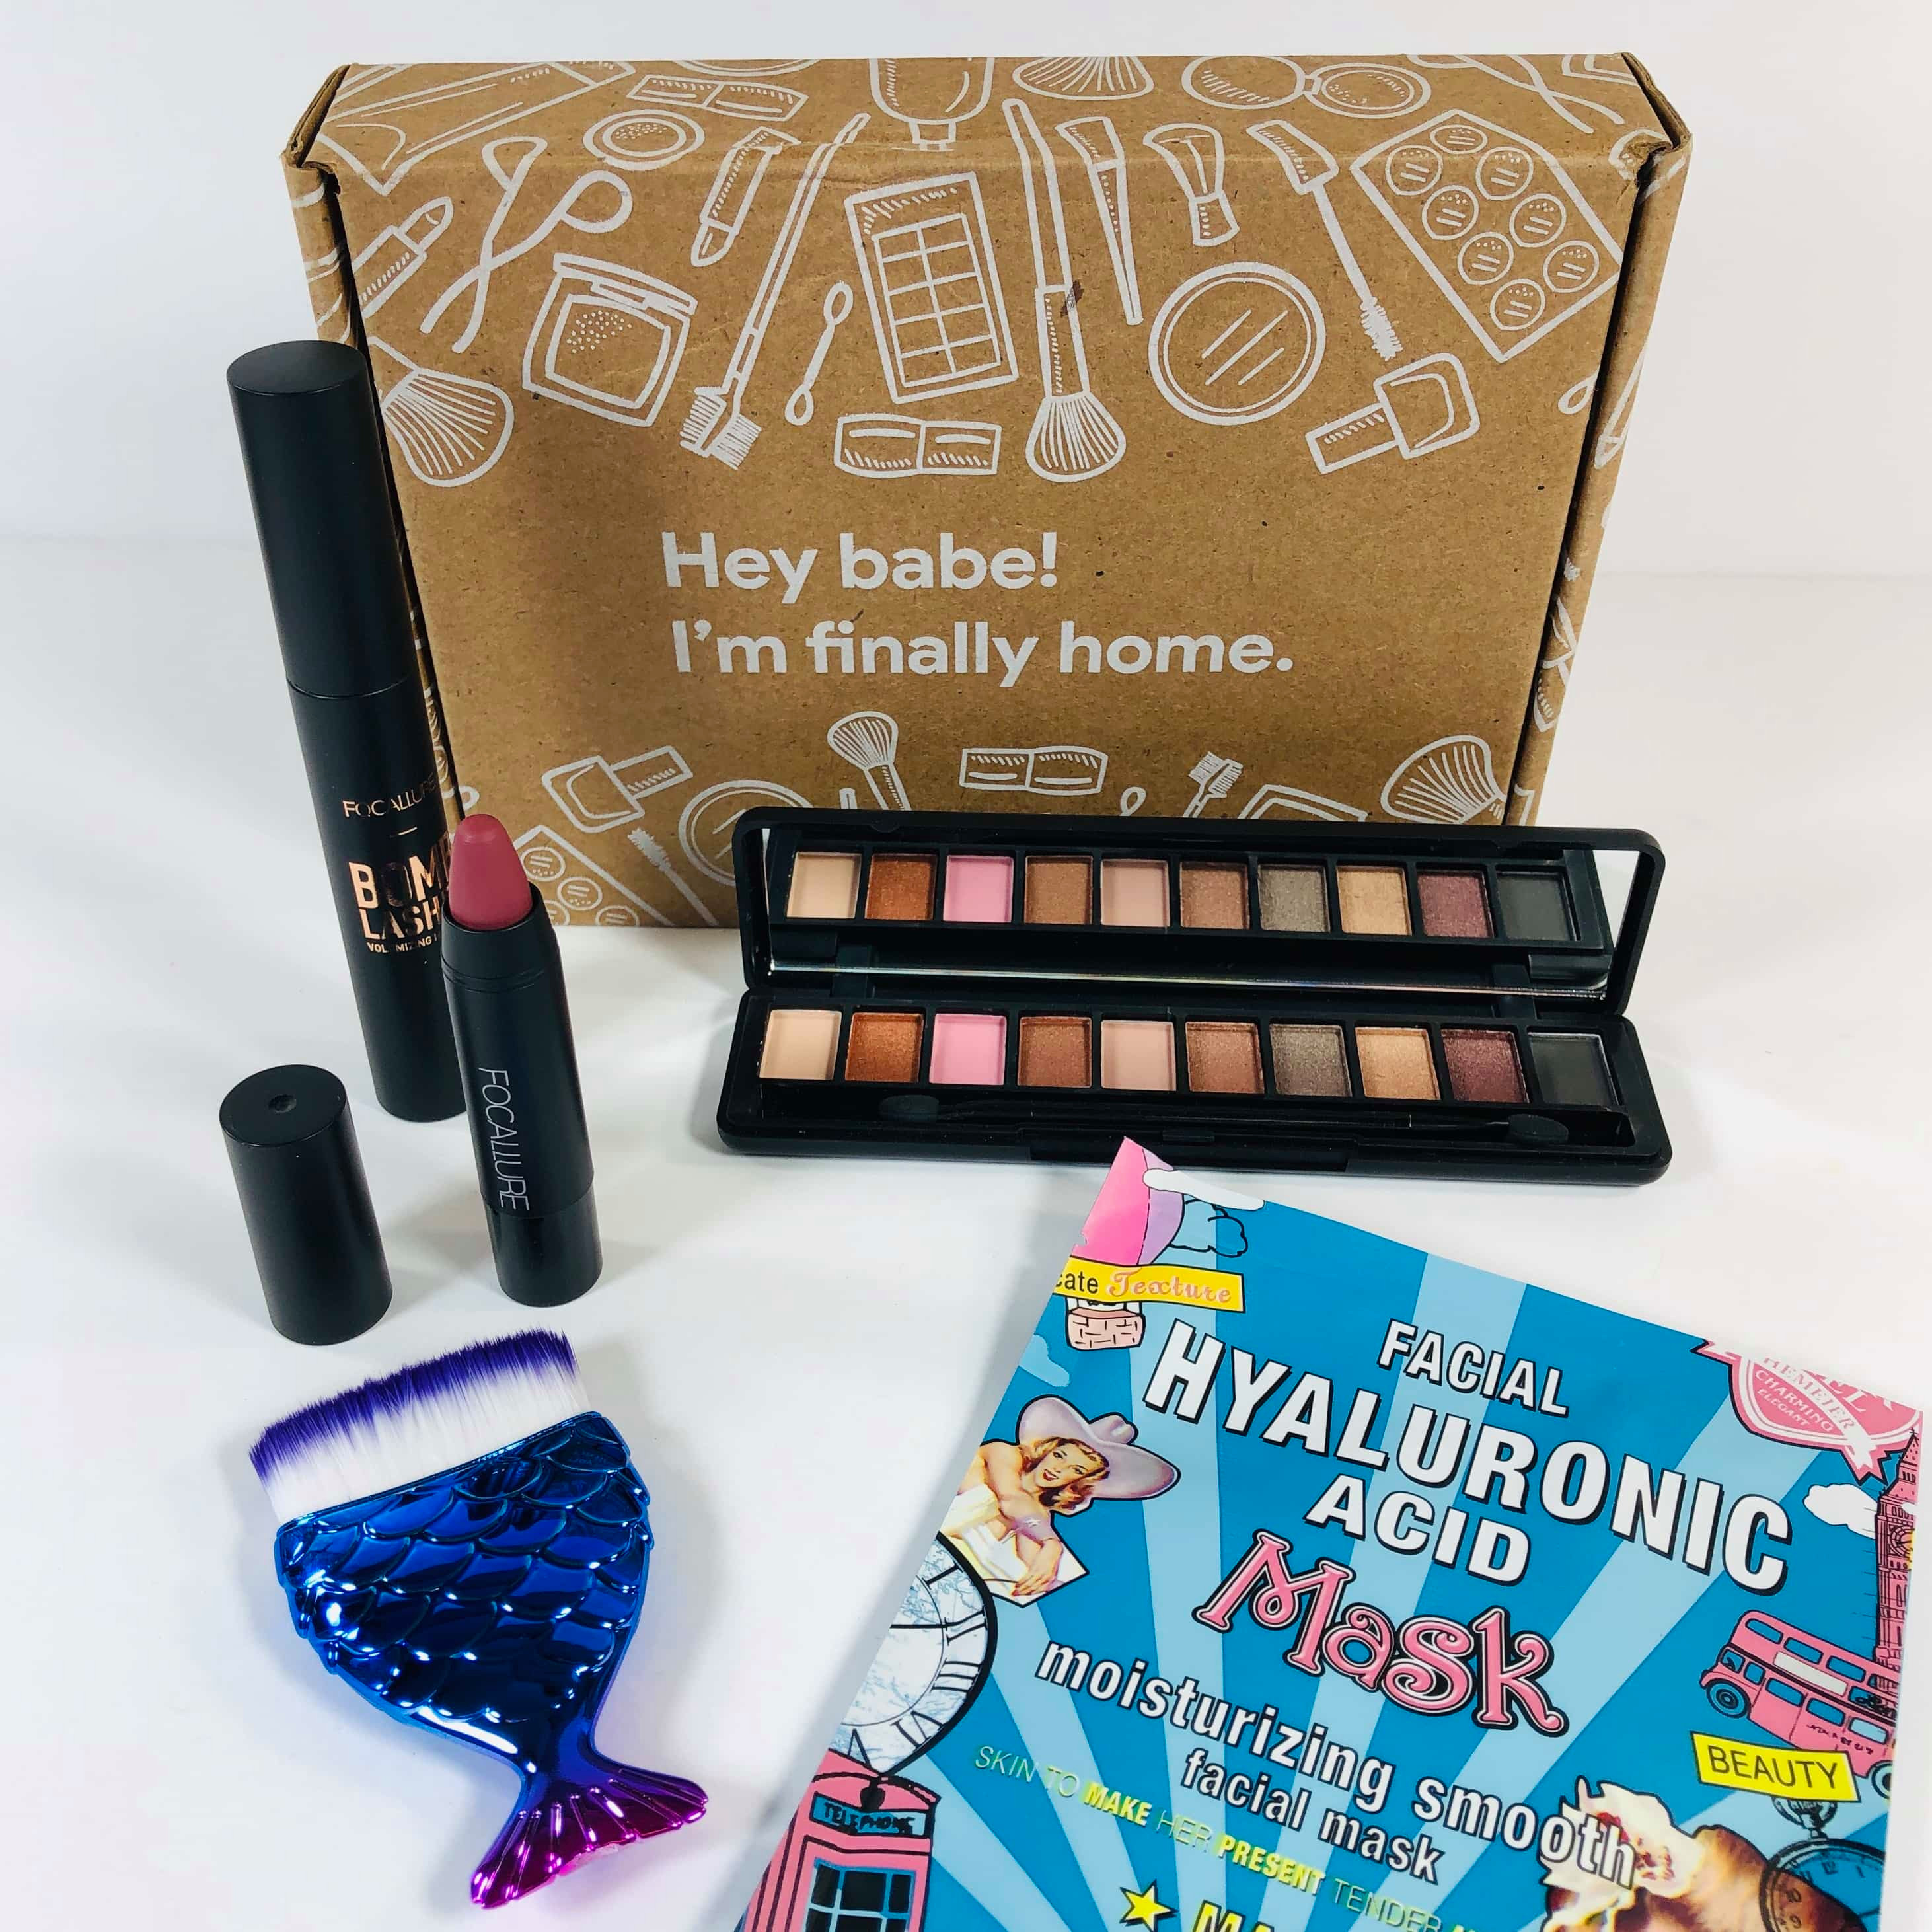 Hey babe!
I'm finally home.
FOCALLURE
BOMB
LASH
FOCALLURE
cate Texture
FACIAL
HYALURONIC
ACID
Mask
moisturizing smooth
facial mask
SKIN TO MAKE HER PRESENT TENDER
HEMEIER
CHARMING
ELEGANT
BEAUTY
TELEPHONE